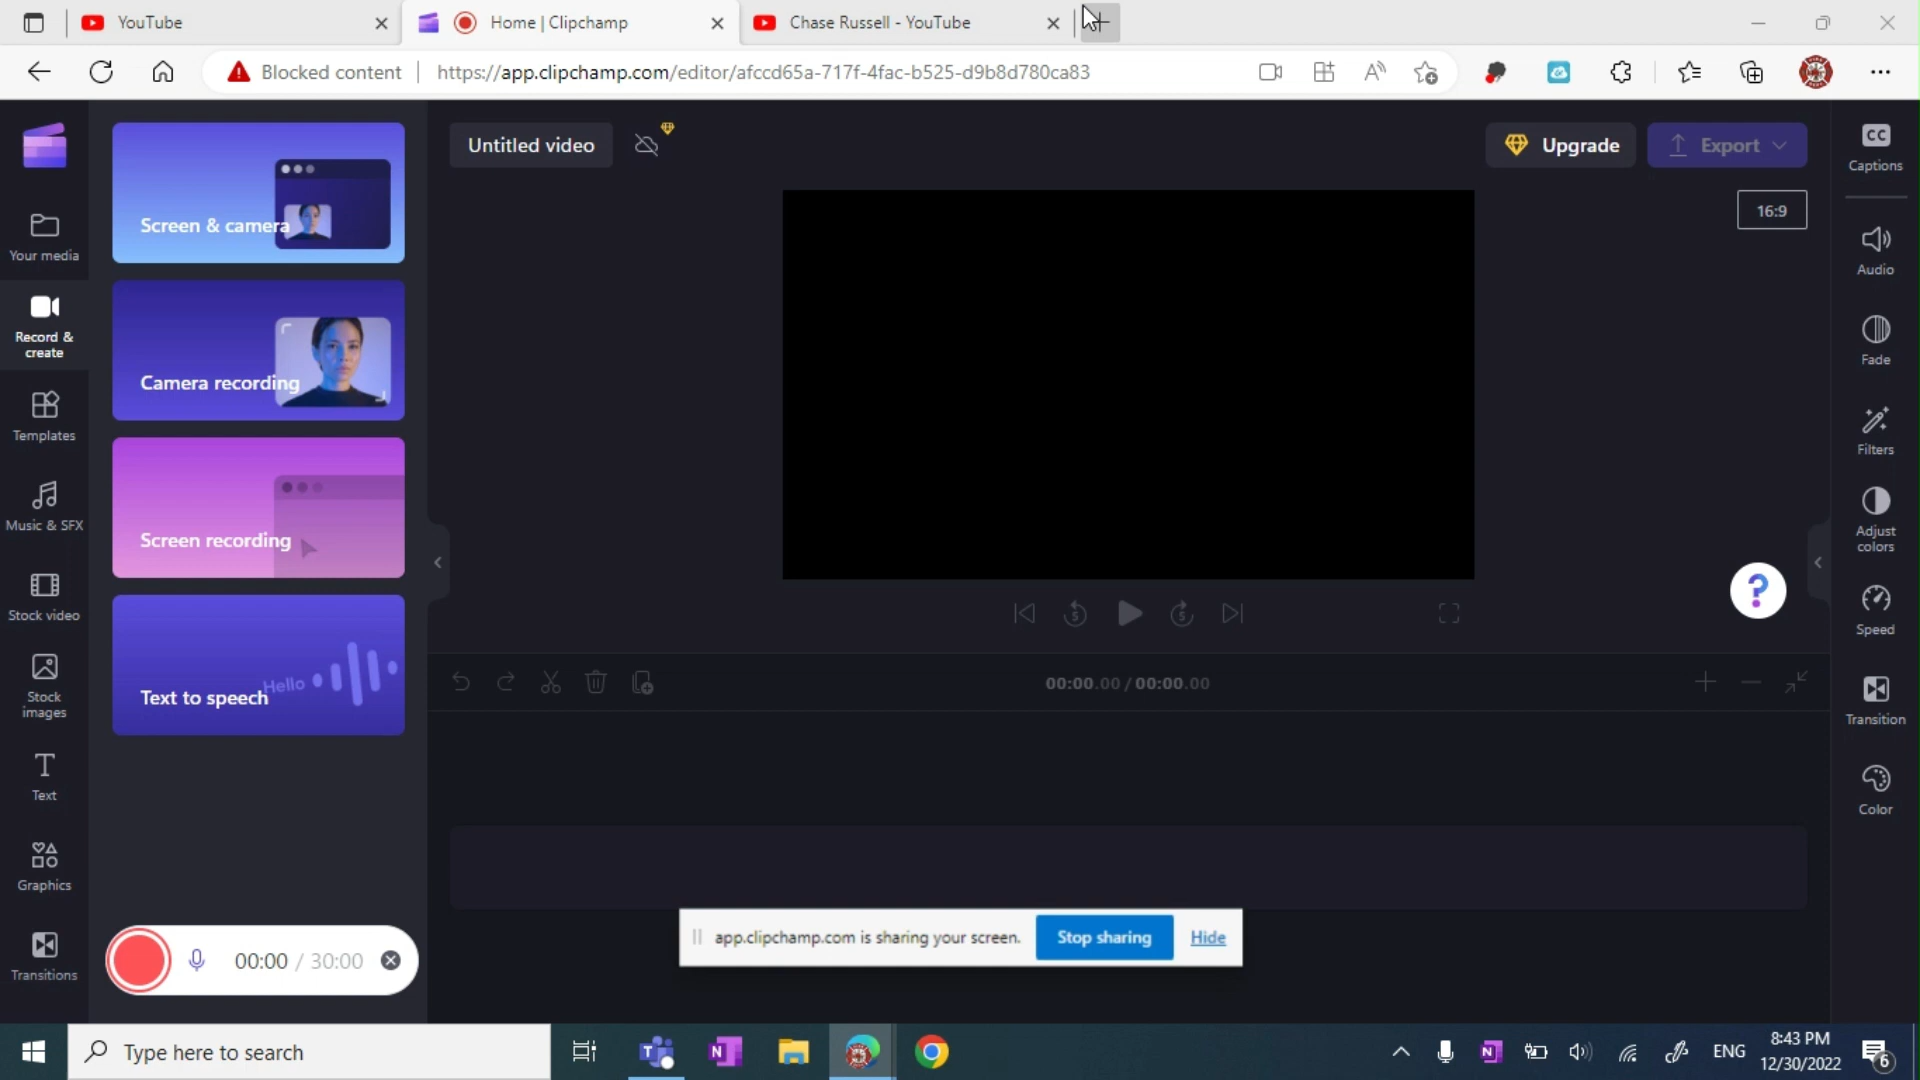 YouTube
Home | Clipchamp
Chase Russell - YouTube
Blocked content
https://app.clipchamp.com/editor/afccd65a-717f-4fac-b525-d9b8d780ca83
Your media
Record &
create
Templates
Music & SFX
Stock video
Stock
images
Text
Graphics
Transitions
Screen & camera
Camera recording
Screen recording
Hello
Text to speech
00:00 / 30:00
Untitled video
Upgrade
Export
16:9
5
5
?
00:00.00 / 00:00.00
app.clipchamp.com is sharing your screen.
Stop sharing
Hide
CC
Captions
Audio
Fade
Filters
Adjust
colors
Speed
Transition
Color
Type here to search
T
N
N
ENG
8:43 PM
12/30/2022
6